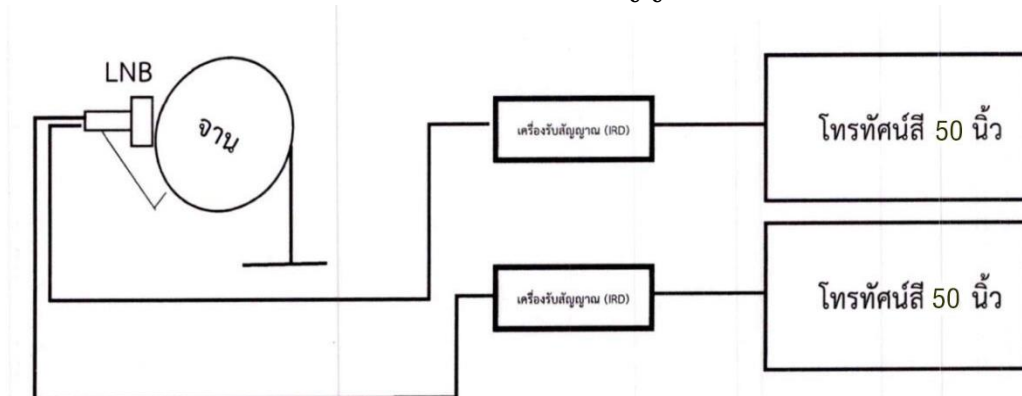 LNB
จาน
เครื่องรับสัญญาณ (IRD)
โทรทัศน์สี 50 นิ้ว
เครื่องรับสัญญาณ (IRD)
โทรทัศน์สี 50 นิ้ว